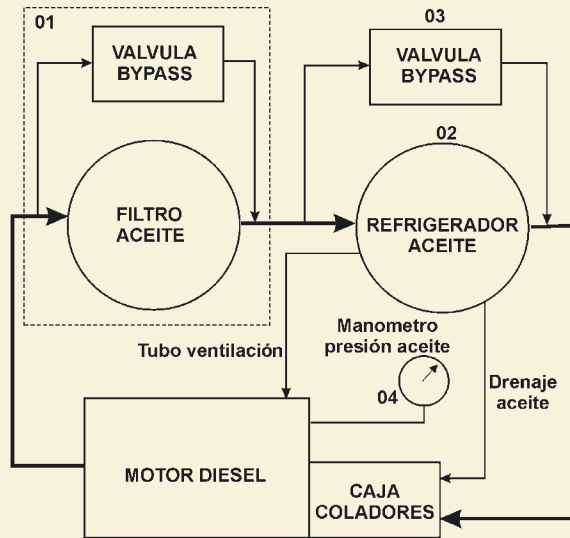 01
VALVULA
BYPASS
03
VALVULA
BYPASS
02
FILTRO
ACEITE
REFRIGERADOR
ACEITE
Tubo ventilación
Manometro
presión aceite
04
Drenaje
aceite
MOTOR DIESEL
CAJA
COLADORES